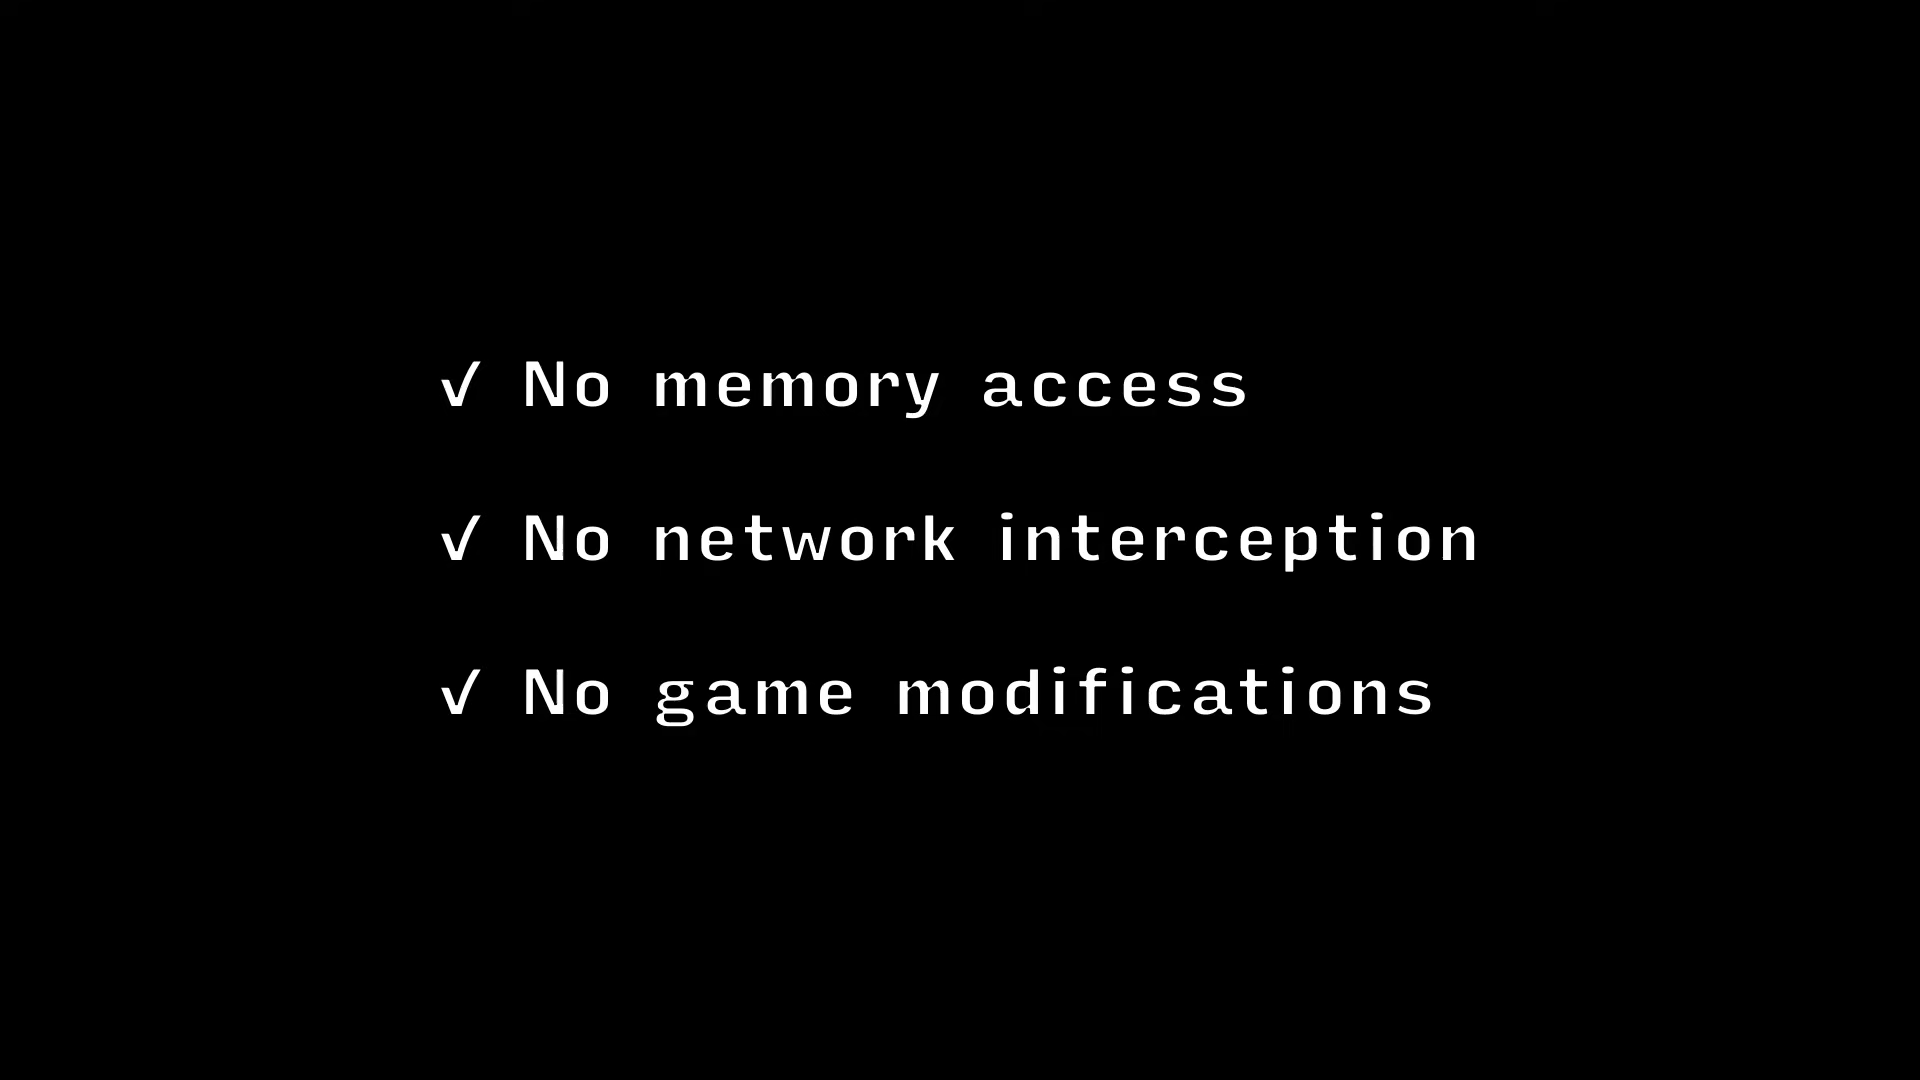 ✓ No memory access
✓ No network interception
✓ No game modifications